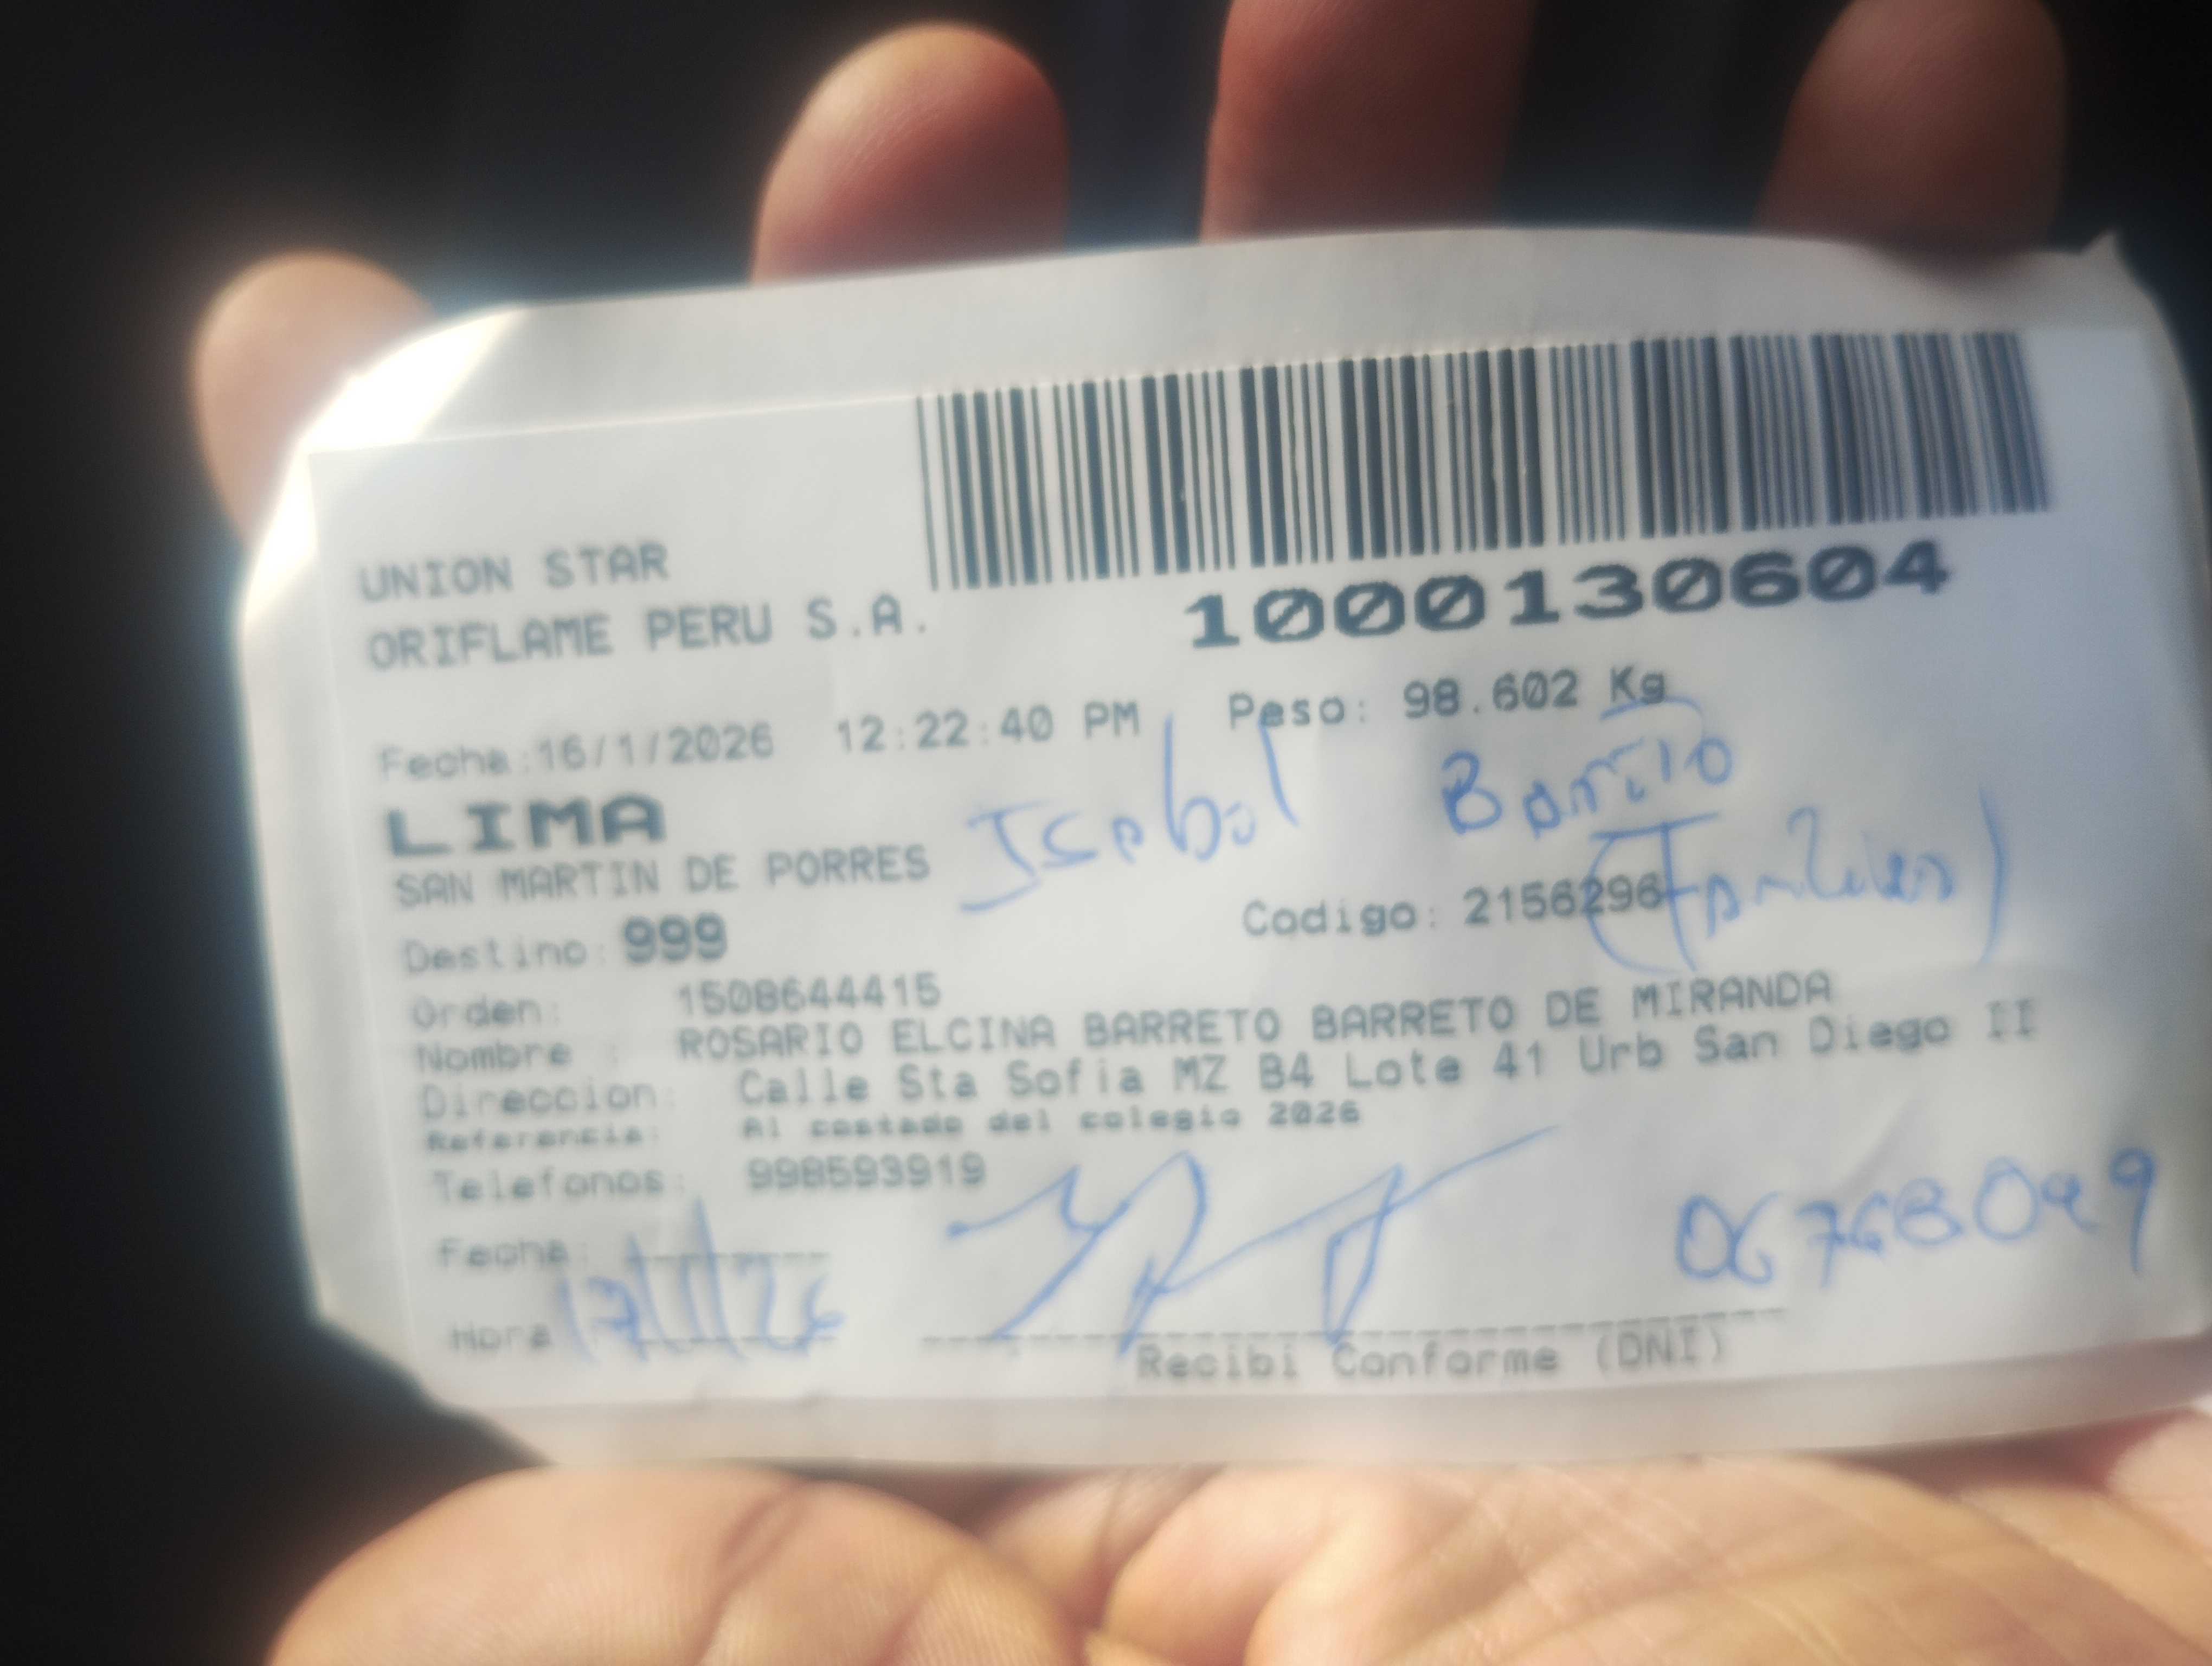 UNION STAR
ORIFLAME PERU S.A.
1000130604
Fecha:16/1/2026 12:22:40 PM Peso: 98.602 Kg
LIMA
SAN MARTIN DE PORRES
Isabel
(Familiar)
Destino: 999 Codigo: 2156296
Orden: 1508644415
Nombre : ROSARIO ELCINA BARRETO BARRETO DE MIRANDA
Direccion: Calle Sta Sofia MZ B4 Lote 41 Urb San Diego II
Referencia: Al costado del colegio 2026
Telefonos: 998593919
Fecha:
17/1/26
Hora
Recibi Conforme (DNI)